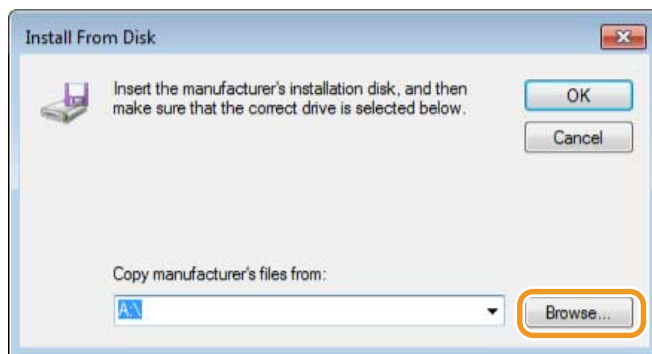 Install From Disk
Insert the manufacturer's installation disk, and then
make sure that the correct drive is selected below.
OK
Cancel
Copy manufacturer's files from:
A:\
Browse...